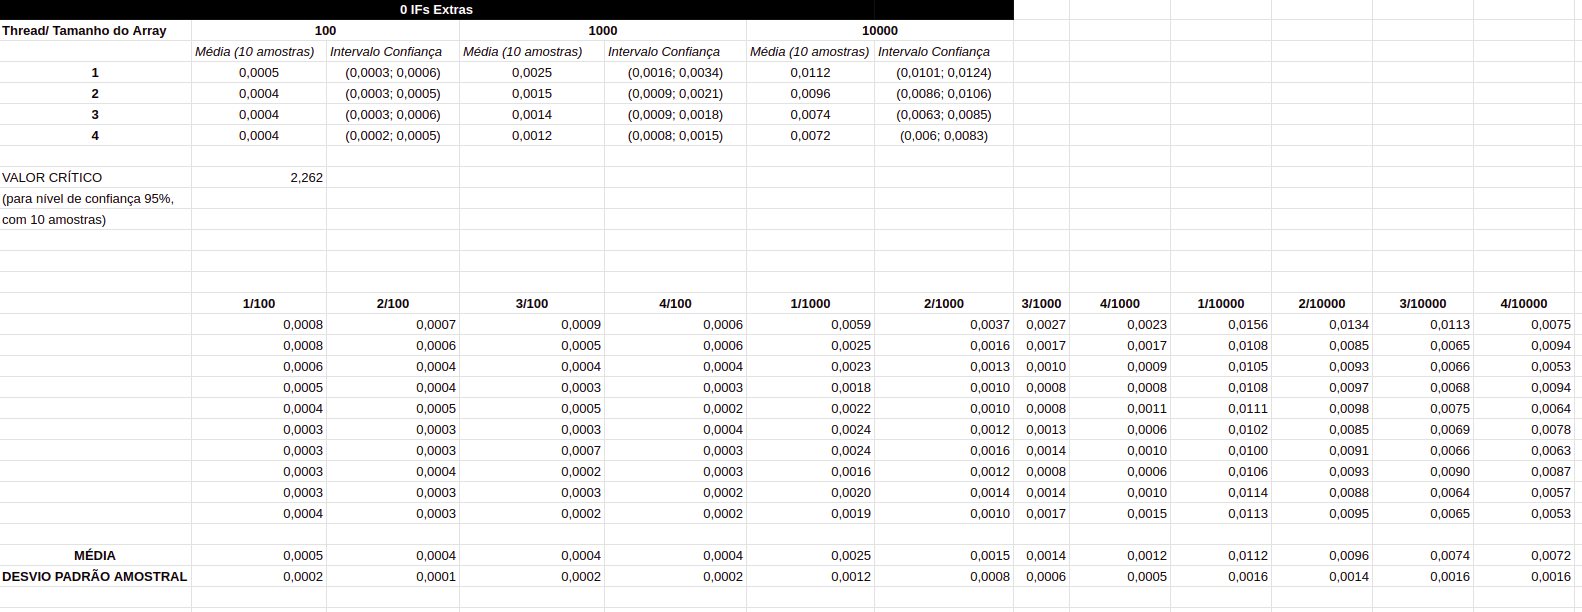 0 IFs Extras
Thread/ Tamanho do Array 100 1000 10000
Média (10 amostras) Intervalo Confiança Média (10 amostras) Intervalo Confiança Média (10 amostras) Intervalo Confiança
1 0,0005 (0,0003; 0,0006) 0,0025 (0,0016; 0,0034) 0,0112 (0,0101; 0,0124)
2 0,0004 (0,0003; 0,0005) 0,0015 (0,0009; 0,0021) 0,0096 (0,0086; 0,0106)
3 0,0004 (0,0003; 0,0006) 0,0014 (0,0009; 0,0018) 0,0074 (0,0063; 0,0085)
4 0,0004 (0,0002; 0,0005) 0,0012 (0,0008; 0,0015) 0,0072 (0,006; 0,0083)
VALOR CRÍTICO 2,262
(para nível de confiança 95%,
com 10 amostras)
1/100 2/100 3/100 4/100 1/1000 2/1000 3/1000 4/1000 1/10000 2/10000 3/10000 4/10000
0,0008 0,0007 0,0009 0,0006 0,0059 0,0037 0,0027 0,0023 0,0156 0,0134 0,0113 0,0075
0,0008 0,0006 0,0005 0,0006 0,0025 0,0016 0,0017 0,0017 0,0108 0,0085 0,0065 0,0094
0,0006 0,0004 0,0004 0,0004 0,0023 0,0013 0,0010 0,0009 0,0105 0,0093 0,0066 0,0053
0,0005 0,0004 0,0003 0,0003 0,0018 0,0010 0,0008 0,0008 0,0108 0,0097 0,0068 0,0094
0,0004 0,0005 0,0005 0,0002 0,0022 0,0010 0,0008 0,0011 0,0111 0,0098 0,0075 0,0064
0,0003 0,0003 0,0003 0,0004 0,0024 0,0012 0,0013 0,0006 0,0102 0,0085 0,0069 0,0078
0,0003 0,0003 0,0007 0,0003 0,0024 0,0016 0,0014 0,0010 0,0100 0,0091 0,0066 0,0063
0,0003 0,0004 0,0002 0,0003 0,0016 0,0012 0,0008 0,0006 0,0106 0,0093 0,0090 0,0087
0,0003 0,0003 0,0003 0,0002 0,0020 0,0014 0,0014 0,0010 0,0114 0,0088 0,0064 0,0057
0,0004 0,0003 0,0002 0,0002 0,0019 0,0010 0,0017 0,0015 0,0113 0,0095 0,0065 0,0053
MÉDIA 0,0005 0,0004 0,0004 0,0004 0,0025 0,0015 0,0014 0,0012 0,0112 0,0096 0,0074 0,0072
DESVIO PADRÃO AMOSTRAL 0,0002 0,0001 0,0002 0,0002 0,0012 0,0008 0,0006 0,0005 0,0016 0,0014 0,0016 0,0016